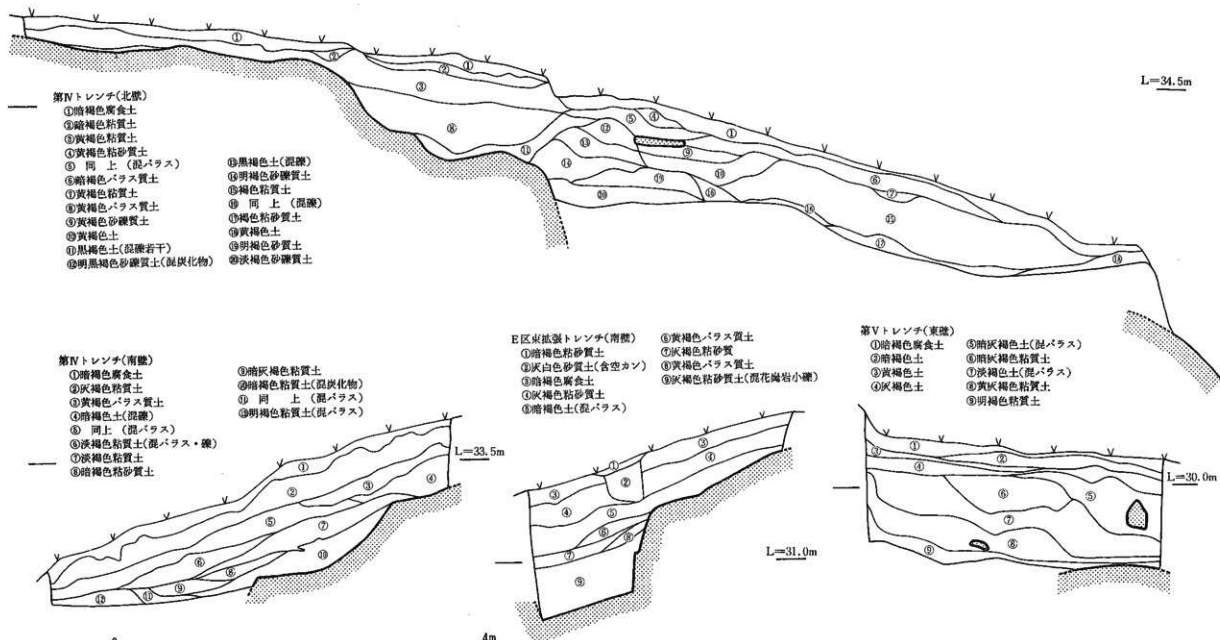 L=34.5m
第Ⅳトレンチ(北壁)
①暗褐色腐食土
②暗褐色粘質土
③黄褐色粘質土
④黄褐色粘砂質土
⑤ 同 上 (混バラス)
⑥暗褐色バラス質土
⑦黄褐色粘質土
⑧黄褐色バラス質土
⑨黄褐色砂礫質土
⑩黄褐色土
⑪黒褐色土(混礫若干)
⑫明黒褐色砂礫質土(混炭化物)
⑬黒褐色土(混礫)
⑭明褐色砂礫質土
⑮褐色粘質土
⑯ 同 上 (混礫)
⑰褐色粘砂質土
⑱黄褐色土
⑲明褐色砂質土
⑳淡褐色砂礫質土
第Ⅳトレンチ(南壁)
①暗褐色腐食土
②灰褐色粘質土
③黄褐色バラス質土
④暗褐色土(混礫)
⑤ 同上 (混バラス)
⑥淡褐色粘質土(混バラス・礫)
⑦淡褐色粘質土
⑧暗褐色粘砂質土
⑨暗灰褐色粘質土
⑩暗褐色粘質土(混炭化物)
⑪ 同 上 (混バラス)
⑫明褐色粘質土(混バラス)
L=33.5m
E区東拡張トレンチ(南壁)
①暗褐色粘砂質土
②灰白色砂質土(含空カン)
③暗褐色腐食土
④灰褐色粘砂質土
⑤暗褐色土(混バラス)
⑥黄褐色バラス質土
⑦灰褐色粘砂質
⑧黄褐色バラス質土
⑨灰褐色粘砂質土(混花崗岩小礫)
L=31.0m
第Ⅴトレンチ(東壁)
①暗褐色腐食土
②暗褐色土
③黄褐色土
④灰褐色土
⑤暗灰褐色土(混バラス)
⑥暗灰褐色粘質土
⑦淡褐色土(混バラス)
⑧黄灰褐色粘質土
⑨明褐色粘質土
L=30.0m
4m